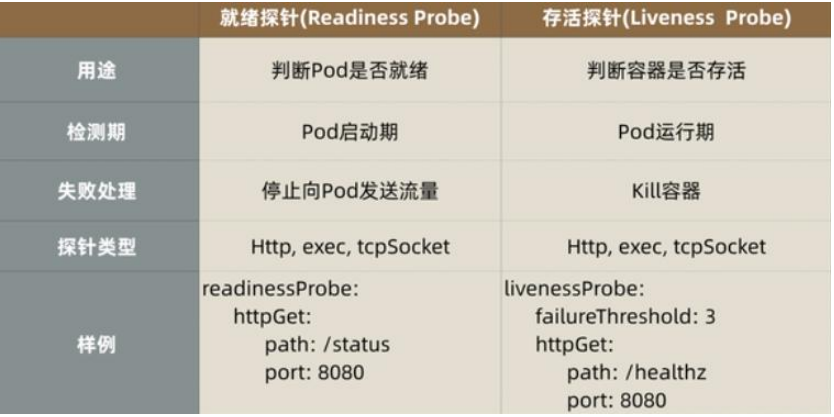 就绪探针(Readiness Probe) 存活探针(Liveness Probe)
用途 判断Pod是否就绪 判断容器是否存活
检测期 Pod启动期 Pod运行期
失败处理 停止向Pod发送流量 Kill容器
探针类型 Http, exec, tcpSocket Http, exec, tcpSocket
样例
readinessProbe:
httpGet:
path: /status
port: 8080
livenessProbe:
failureThreshold: 3
httpGet:
path: /healthz
port: 8080